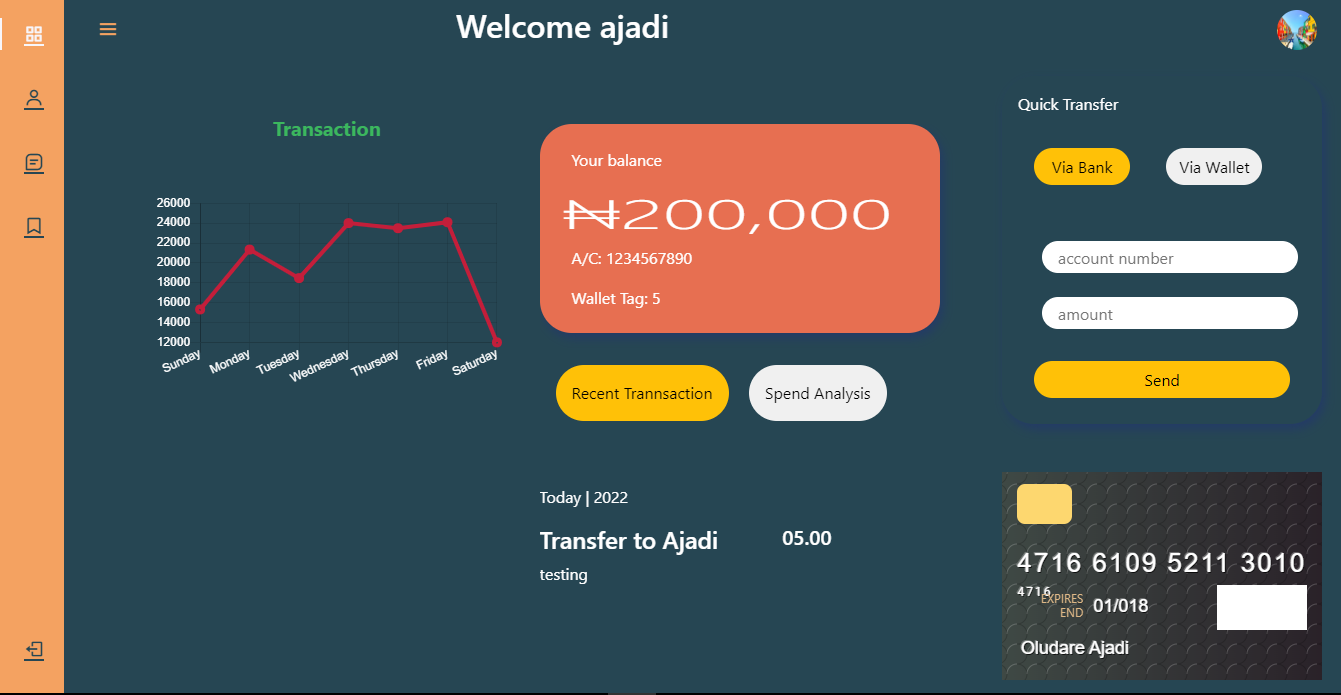 Welcome ajadi
Transaction
26000
24000
22000
20000
18000
16000
14000
12000
Sunday
Monday
Tuesday
Wednesday
Thursday
Friday
Saturday
Your balance
₦200,000
A/C: 1234567890
Wallet Tag: 5
Recent Trannsaction
Spend Analysis
Today | 2022
Transfer to Ajadi 05.00
testing
Quick Transfer
Via Bank
Via Wallet
account number
amount
Send
4716 6109 5211 3010
4716
EXPIRES
END
01/018
Oludare Ajadi